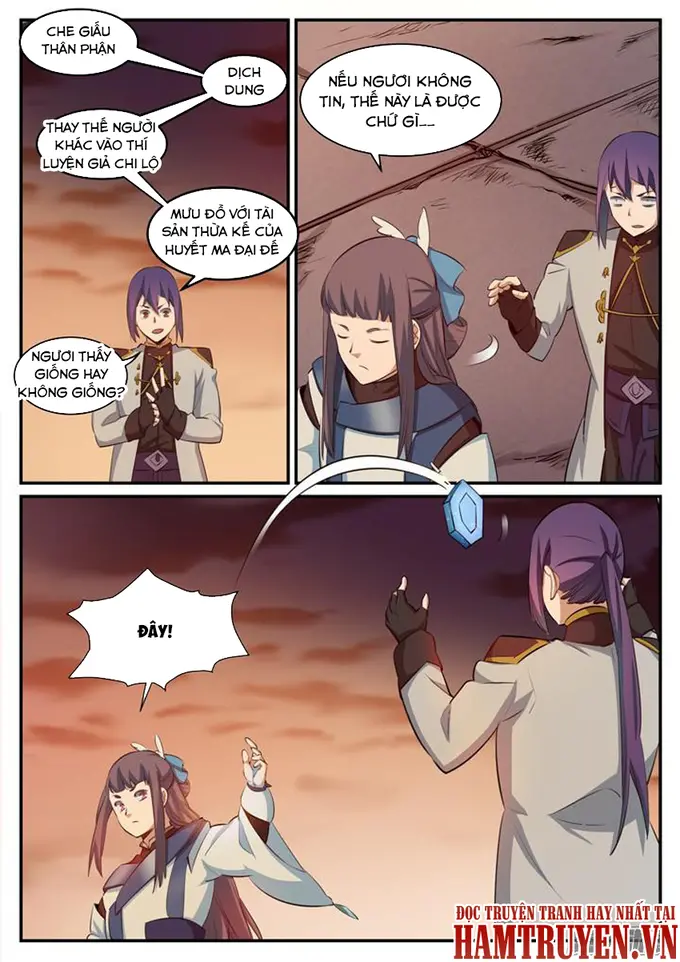 CHE GIẤU
THÂN PHẬN
DỊCH
DUNG
THAY THẾ NGƯỜI
KHÁC VÀO THÍ
LUYỆN GIẢ CHI LỘ
MƯU ĐỒ VỚI TÀI
SẢN THỪA KẾ CỦA
HUYẾT MA ĐẠI ĐẾ
NGƯƠI THẤY
GIỐNG HAY
KHÔNG GIỐNG?
NẾU NGƯƠI KHÔNG
TIN, THẾ NÀY LÀ ĐƯỢC
CHỨ GÌ......
ĐÂY!
ĐỌC TRUYỆN TRANH HAY NHẤT TẠI
HAMTRUYEN.VN